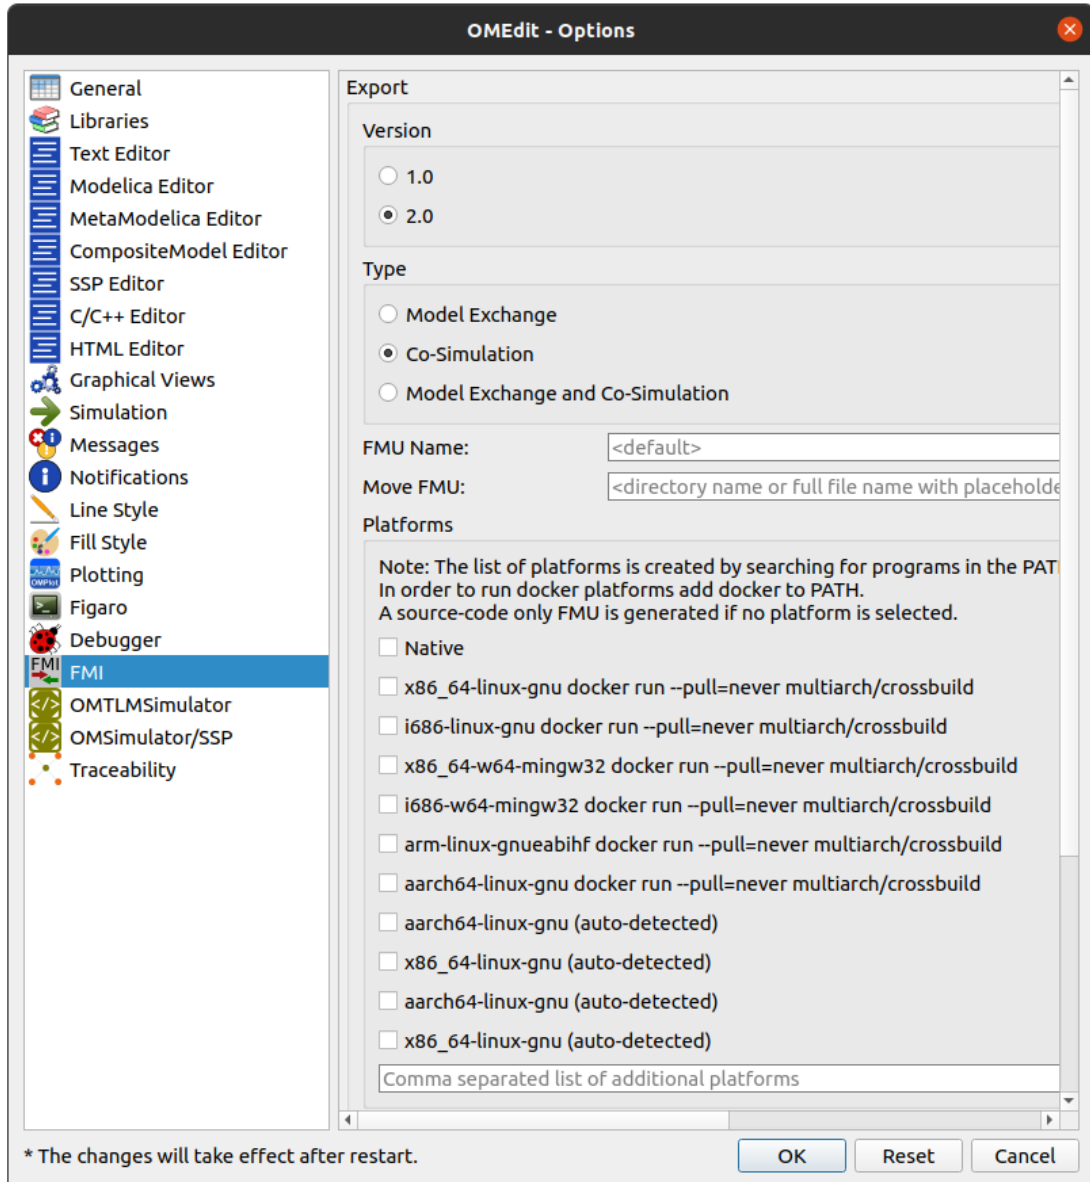 OMEdit - Options
General
Libraries
Text Editor
Modelica Editor
MetaModelica Editor
CompositeModel Editor
SSP Editor
C/C++ Editor
HTML Editor
Graphical Views
Simulation
Messages
Notifications
Line Style
Fill Style
Plotting
OMPlot
Figaro
Debugger
FMI
FMI
OMTLMSimulator
OMSimulator/SSP
Traceability
Export
Version
1.0
2.0
Type
Model Exchange
Co-Simulation
Model Exchange and Co-Simulation
FMU Name:
<default>
Move FMU:
<directory name or full file name with placeholde
Platforms
Note: The list of platforms is created by searching for programs in the PAT
In order to run docker platforms add docker to PATH.
A source-code only FMU is generated if no platform is selected.
Native
x86_64-linux-gnu docker run --pull=never multiarch/crossbuild
i686-linux-gnu docker run --pull=never multiarch/crossbuild
x86_64-w64-mingw32 docker run --pull=never multiarch/crossbuild
i686-w64-mingw32 docker run --pull=never multiarch/crossbuild
arm-linux-gnueabihf docker run --pull=never multiarch/crossbuild
aarch64-linux-gnu docker run --pull=never multiarch/crossbuild
aarch64-linux-gnu (auto-detected)
x86_64-linux-gnu (auto-detected)
aarch64-linux-gnu (auto-detected)
x86_64-linux-gnu (auto-detected)
Comma separated list of additional platforms
* The changes will take effect after restart.
OK
Reset
Cancel